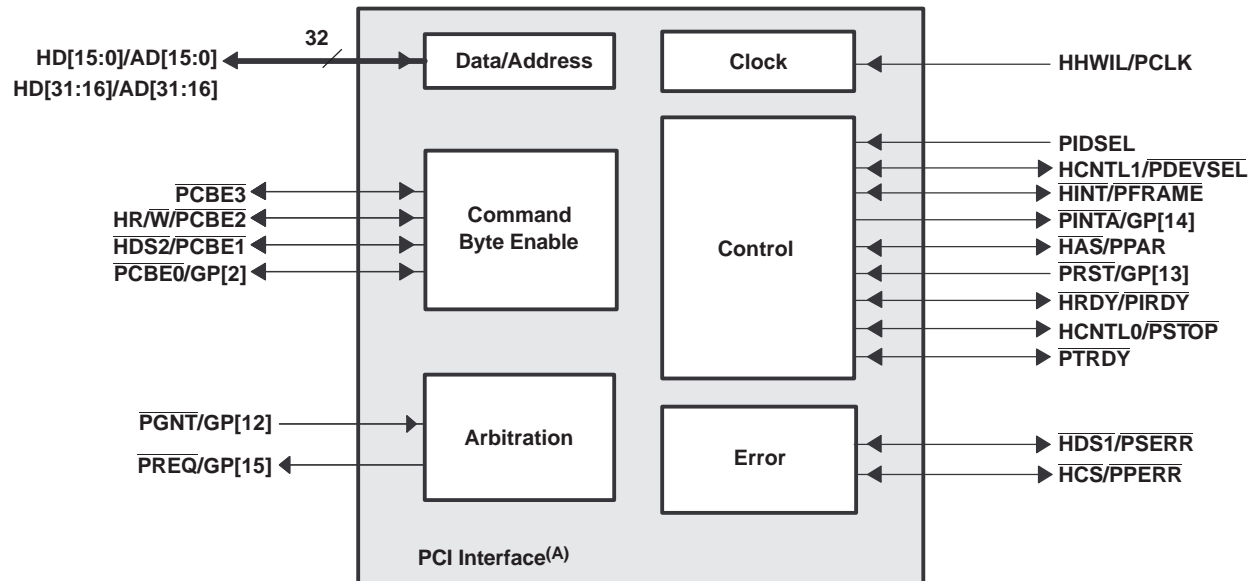 32
HD[15:0]/AD[15:0]
HD[31:16]/AD[31:16]
Data/Address
Clock
HHWIL/PCLK
PCBE3
HR/W/PCBE2
HDS2/PCBE1
PCBE0/GP[2]
Command
Byte Enable
Control
PIDSEL
HCNTL1/PDEVSEL
HINT/PFRAME
PINTA/GP[14]
HAS/PPAR
PRST/GP[13]
HRDY/PIRDY
HCNTL0/PSTOP
PTRDY
PGNT/GP[12]
PREQ/GP[15]
Arbitration
Error
HDS1/PSERR
HCS/PPERR
PCI Interface(A)